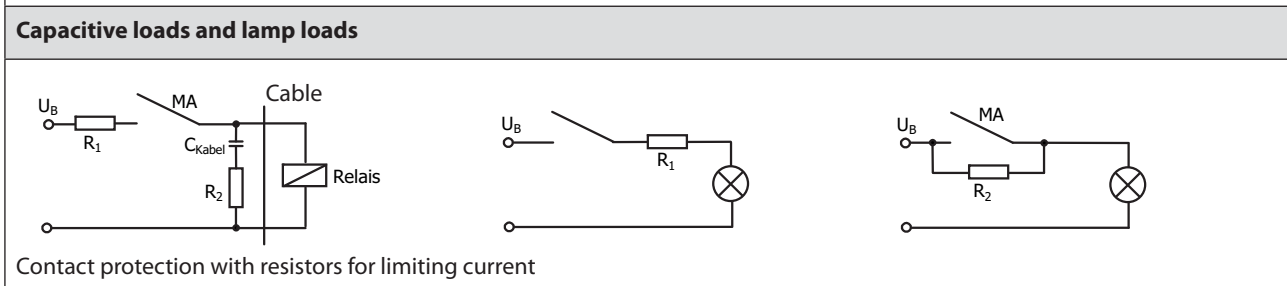 Capacitive loads and lamp loads
Cable
U_B
MA
R_1
C_Kabel
R_2
Relais
U_B
R_1
U_B
MA
R_2
Contact protection with resistors for limiting current